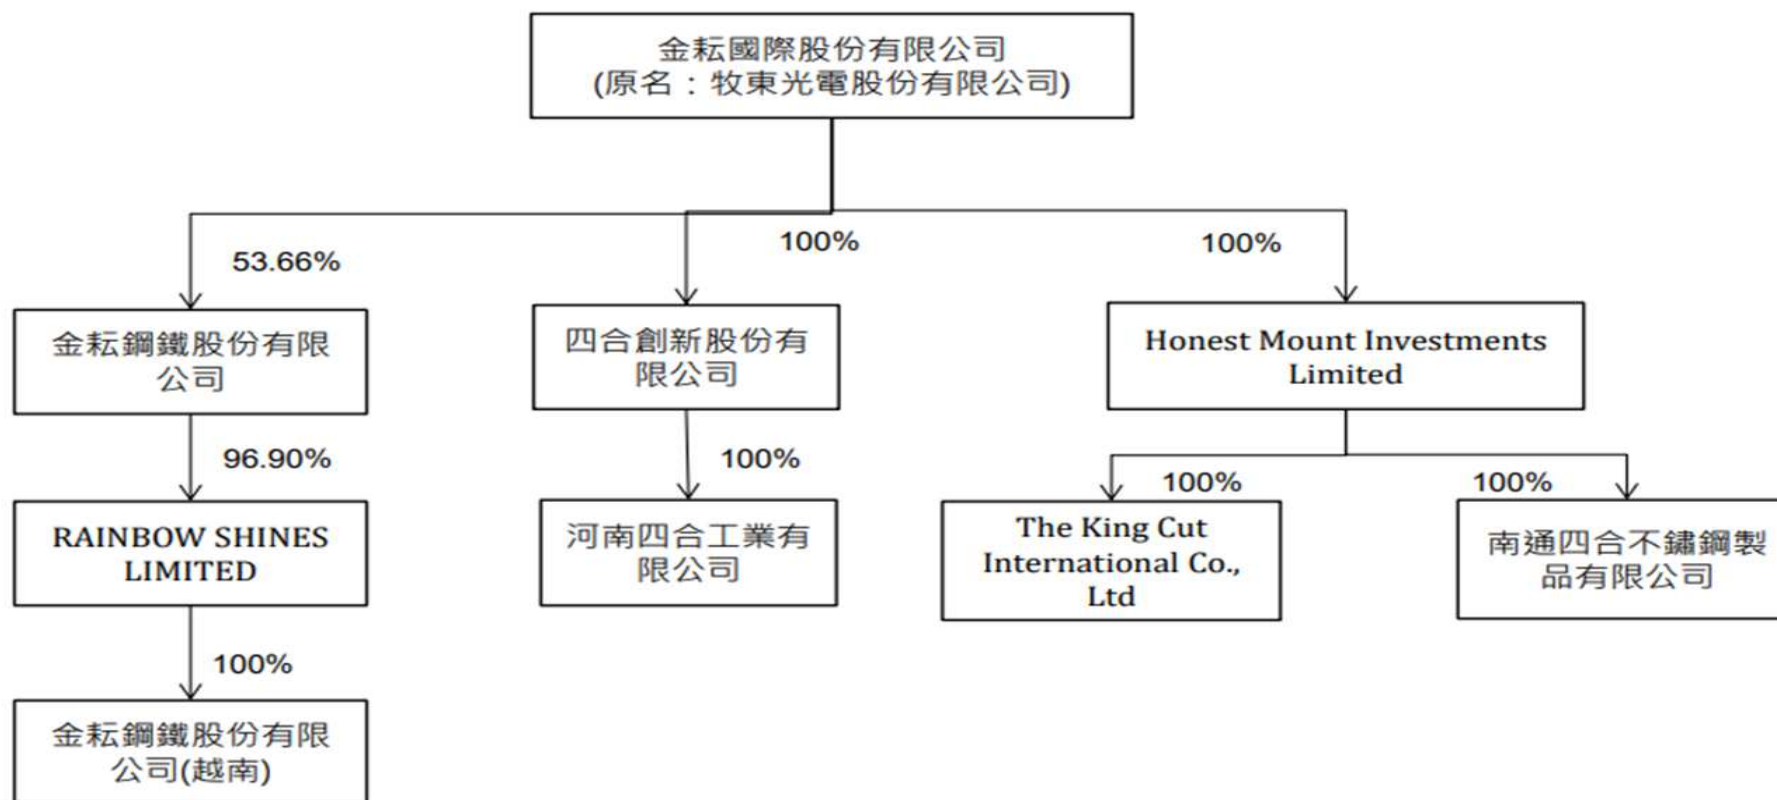 金耘國際股份有限公司
(原名：牧東光電股份有限公司)
53.66%
100%
100%
金耘鋼鐵股份有限
公司
四合創新股份有
限公司
Honest Mount Investments
Limited
96.90%
100%
100%
100%
RAINBOW SHINES
LIMITED
河南四合工業有
限公司
The King Cut
International Co.,
Ltd
南通四合不鏽鋼製
品有限公司
100%
金耘鋼鐵股份有限
公司(越南)